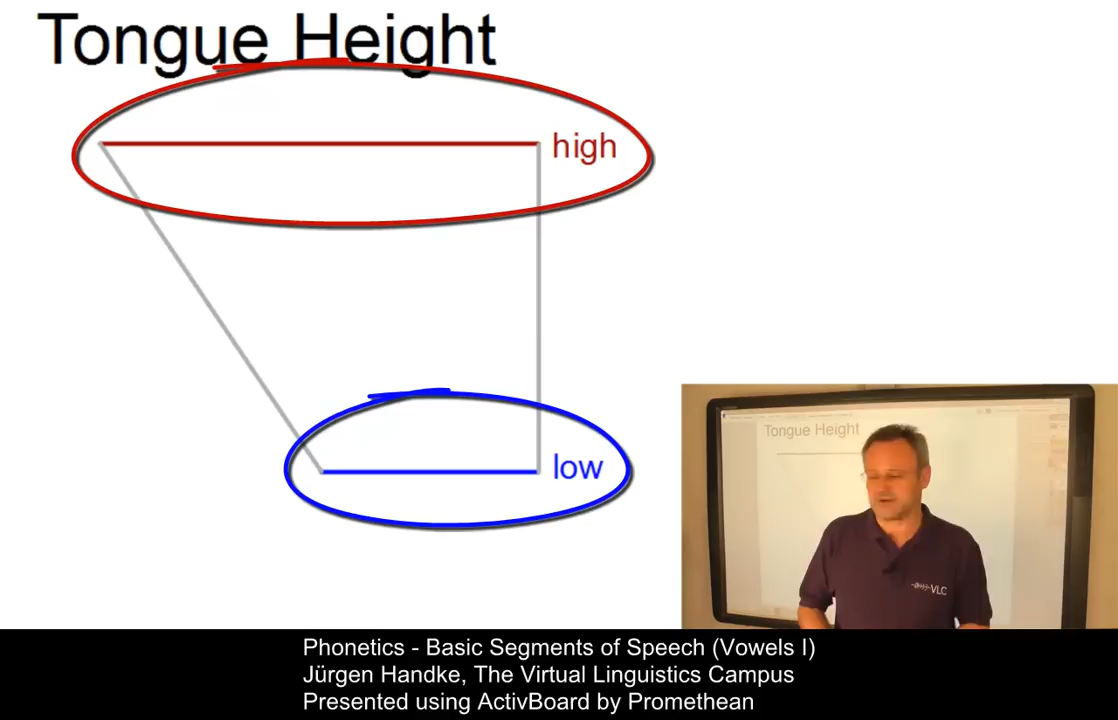 Tongue Height
high
low
Tongue Height
VLC
Phonetics - Basic Segments of Speech (Vowels I)
Jürgen Handke, The Virtual Linguistics Campus
Presented using ActivBoard by Promethean